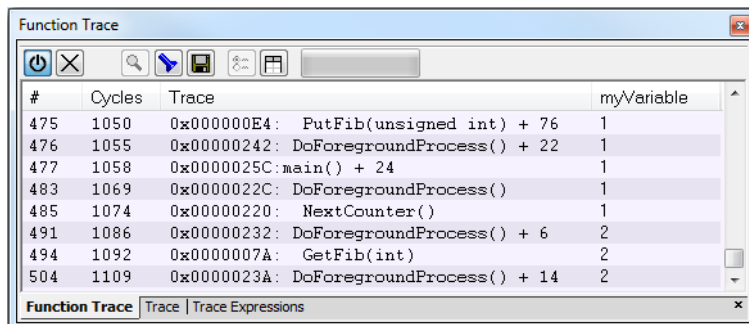 Function Trace
# Cycles Trace myVariable
475 1050 0x000000E4: PutFib(unsigned int) + 76 1
476 1055 0x00000242: DoForegroundProcess() + 22 1
477 1058 0x0000025C:main() + 24 1
483 1069 0x0000022C: DoForegroundProcess() 1
485 1074 0x00000220: NextCounter() 1
491 1086 0x00000232: DoForegroundProcess() + 6 2
494 1092 0x0000007A: GetFib(int) 2
504 1109 0x0000023A: DoForegroundProcess() + 14 2
Function Trace Trace Trace Expressions